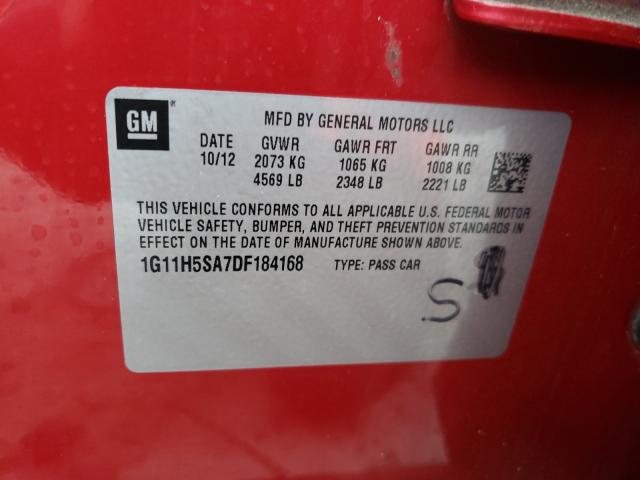 GM ®
MFD BY GENERAL MOTORS LLC
DATE GVWR GAWR FRT GAWR RR
10/12 2073 KG 1065 KG 1008 KG
4569 LB 2348 LB 2221 LB
THIS VEHICLE CONFORMS TO ALL APPLICABLE U.S. FEDERAL MOTOR
VEHICLE SAFETY, BUMPER, AND THEFT PREVENTION STANDARDS IN
EFFECT ON THE DATE OF MANUFACTURE SHOWN ABOVE.
1G11H5SA7DF184168 TYPE: PASS CAR
S